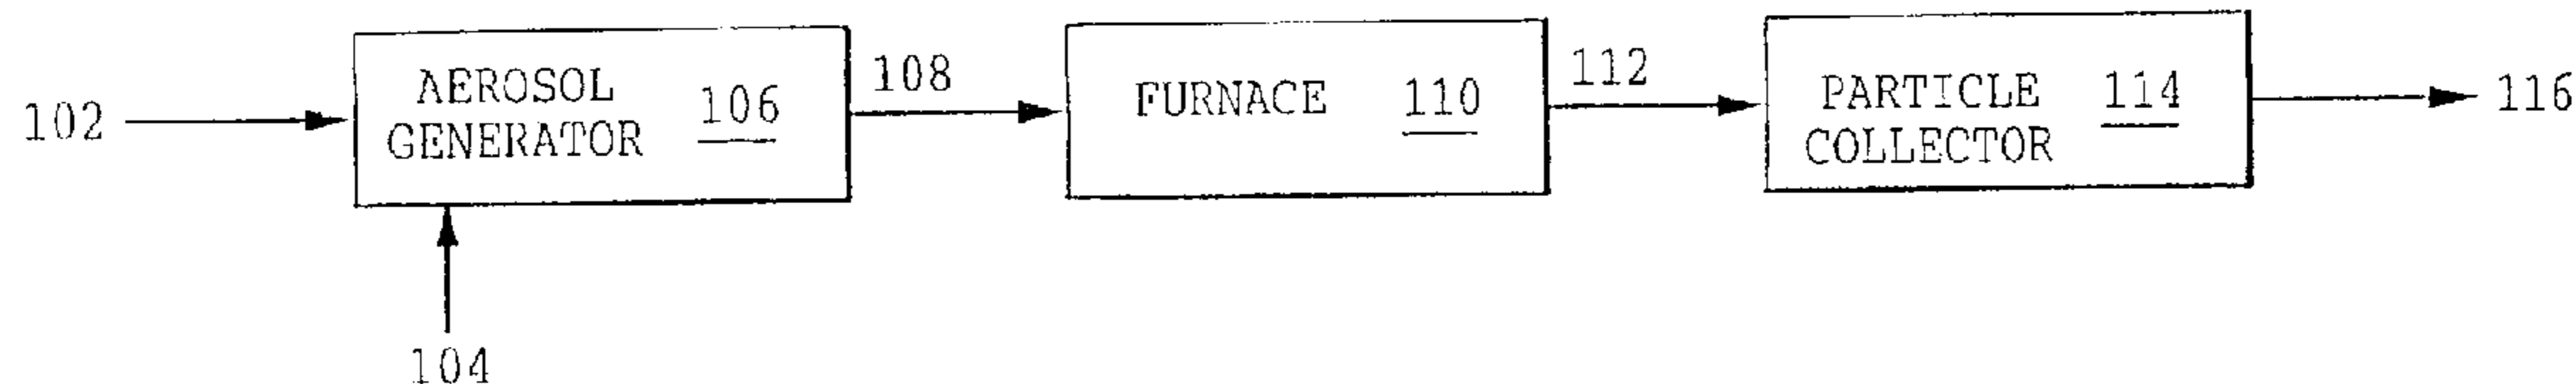 102
AEROSOL
GENERATOR 106
104
108
FURNACE 110
112
PARTICLE 114
COLLECTOR
116